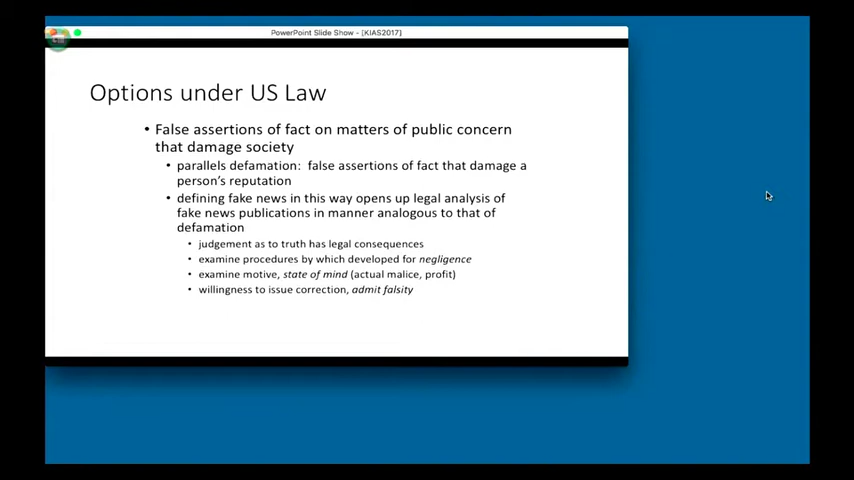 PowerPoint Slide Show - [KIAS2017]
Options under US Law
• False assertions of fact on matters of public concern
that damage society
• parallels defamation: false assertions of fact that damage a
person's reputation
• defining fake news in this way opens up legal analysis of
fake news publications in manner analogous to that of
defamation
• judgement as to truth has legal consequences
• examine procedures by which developed for negligence
• examine motive, state of mind (actual malice, profit)
• willingness to issue correction, admit falsity